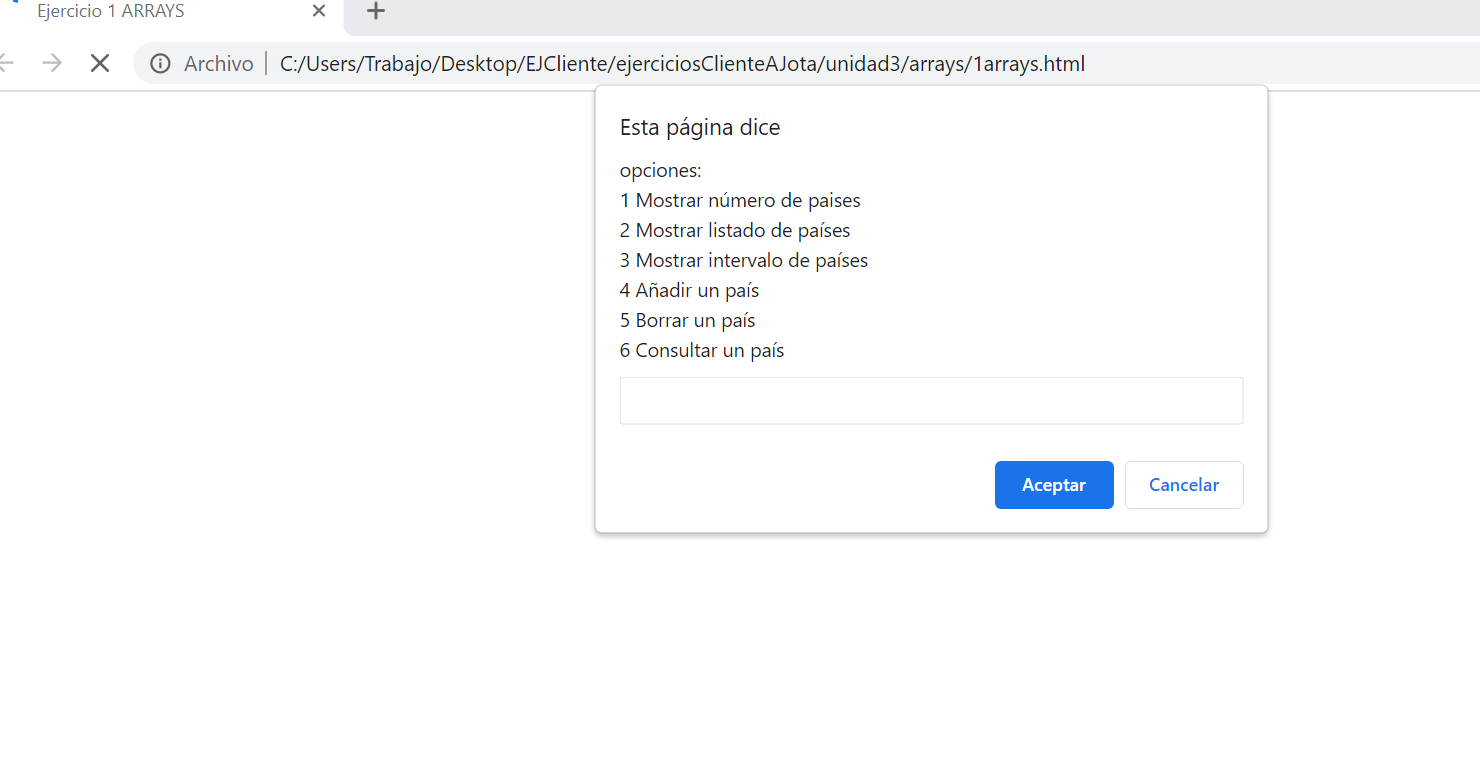 Ejercicio 1 ARRAYS
Archivo | C:/Users/Trabajo/Desktop/EJCliente/ejerciciosClienteAJota/unidad3/arrays/1arrays.html
Esta página dice
opciones:
1 Mostrar número de paises
2 Mostrar listado de países
3 Mostrar intervalo de países
4 Añadir un país
5 Borrar un país
6 Consultar un país
Aceptar Cancelar